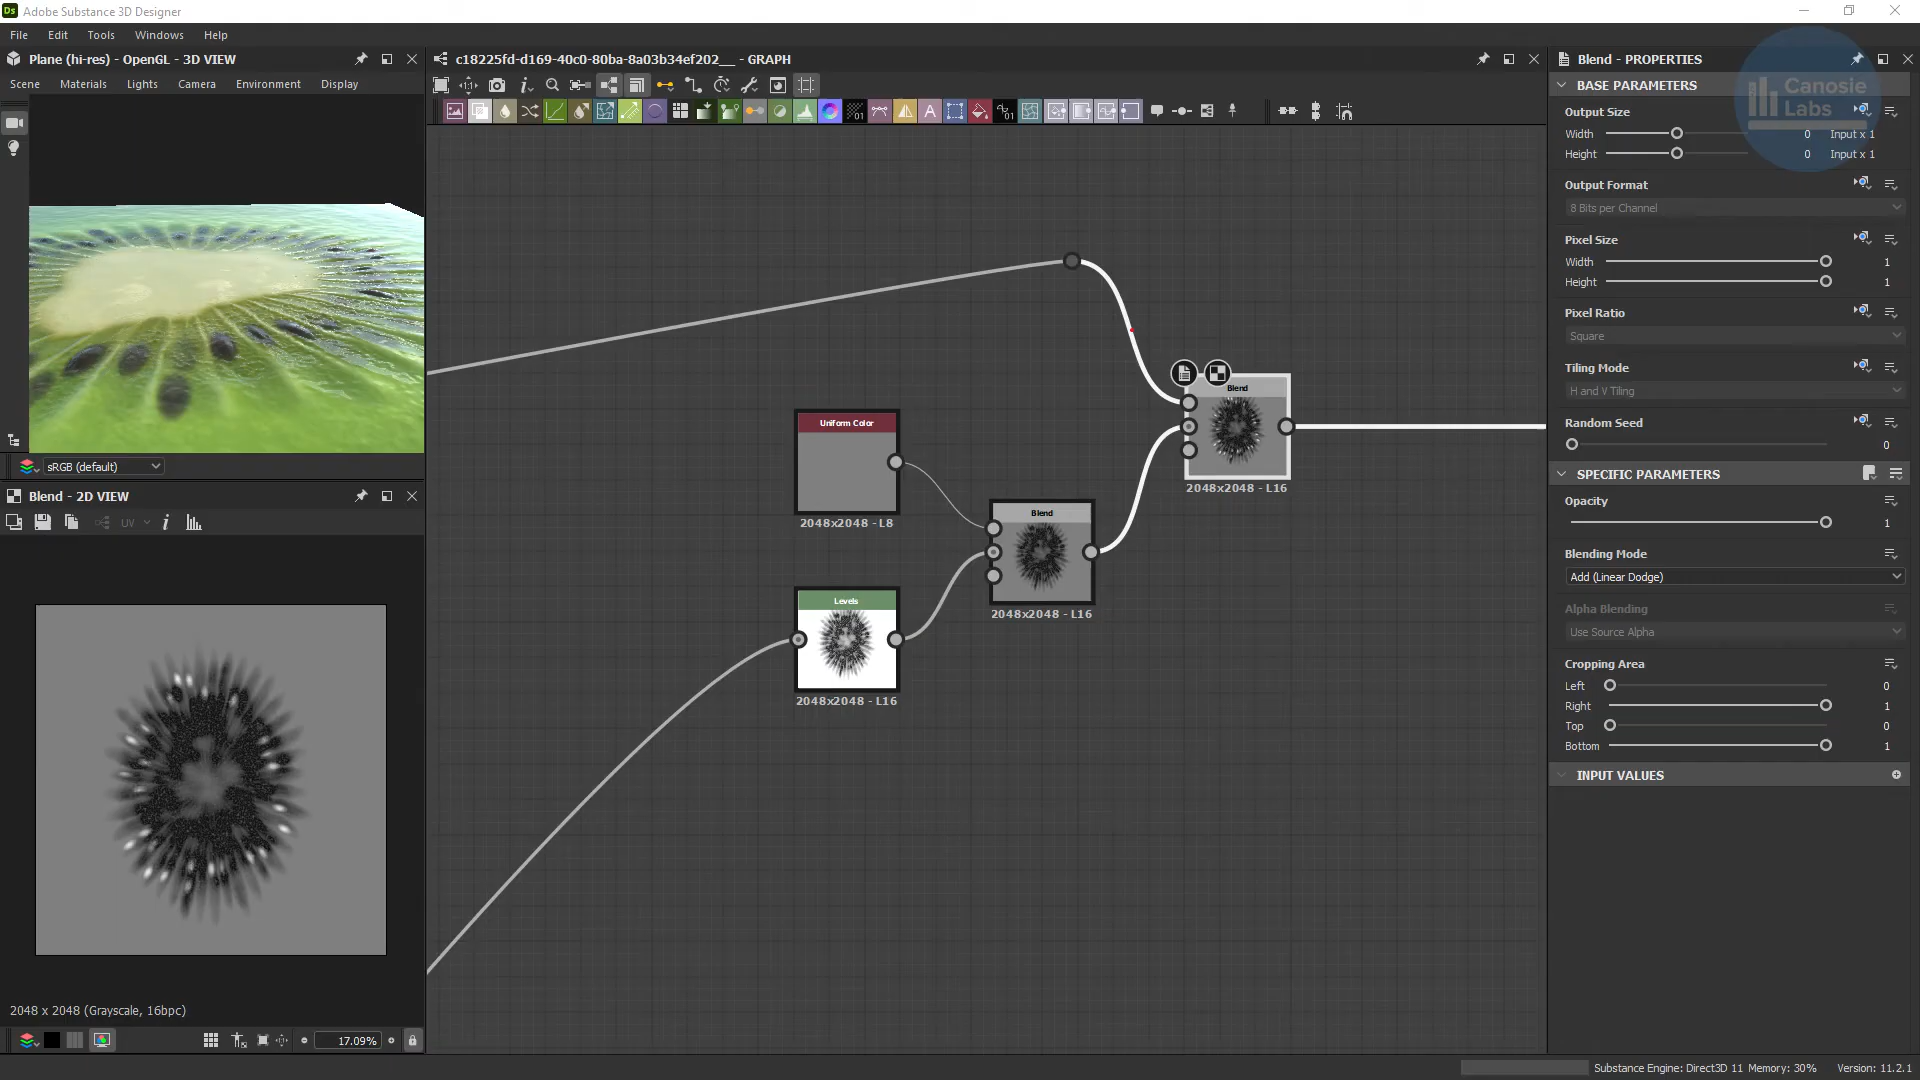 Ds Adobe Substance 3D Designer
File Edit Tools Windows Help
Plane (hi-res) - OpenGL - 3D VIEW
Scene Materials Lights Camera Environment Display
sRGB (default)
Blend - 2D VIEW
UV
2048 x 2048 (Grayscale, 16bpc)
17.09%
c18225fd-d169-40c0-80ba-8a03b34ef202__ - GRAPH
Uniform Color
2048x2048 - L8
Levels
2048x2048 - L16
Blend
2048x2048 - L16
Blend
2048x2048 - L16
Blend - PROPERTIES
Canosie
Labs
BASE PARAMETERS
Output Size
Width 0 Input x 1
Height 0 Input x 1
Output Format
8 Bits per Channel
Pixel Size
Width 1
Height 1
Pixel Ratio
Square
Tiling Mode
H and V Tiling
Random Seed
0
SPECIFIC PARAMETERS
Opacity
1
Blending Mode
Add (Linear Dodge)
Alpha Blending
Use Source Alpha
Cropping Area
Left 0
Right 1
Top 0
Bottom 1
INPUT VALUES
Substance Engine: Direct3D 11 Memory: 30% Version: 11.2.1